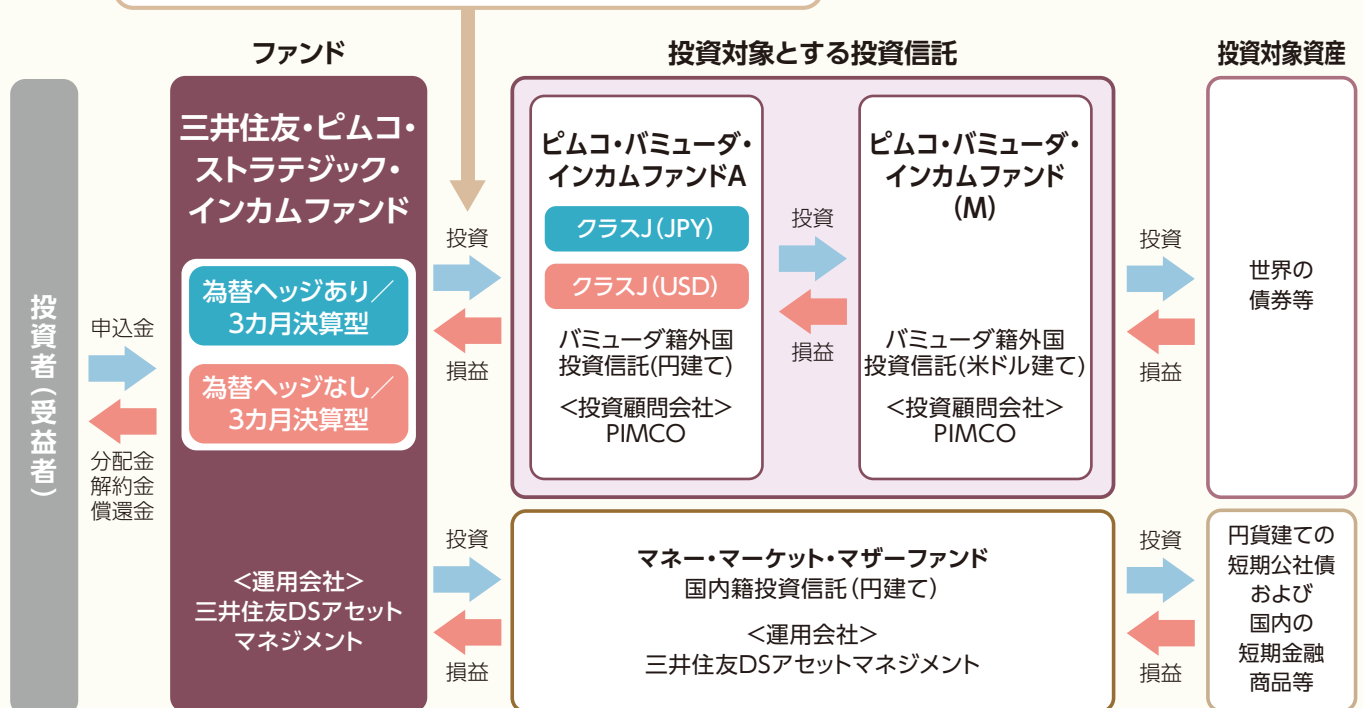 ファンド
投資対象とする投資信託
投資対象資産
投資者(受益者)
申込金
分配金
解約金
償還金
三井住友・ピムコ・
ストラテジック・
インカムファンド
為替ヘッジあり／
3カ月決算型
為替ヘッジなし／
3カ月決算型
<運用会社>
三井住友DSアセット
マネジメント
投資
損益
ピムコ・バミューダ・
インカムファンドA
クラスJ(JPY)
クラスJ(USD)
バミューダ籍外国
投資信託(円建て)
<投資顧問会社>
PIMCO
投資
損益
ピムコ・バミューダ・
インカムファンド
(M)
バミューダ籍外国
投資信託(米ドル建て)
<投資顧問会社>
PIMCO
投資
損益
世界の
債券等
投資
損益
マネー・マーケット・マザーファンド
国内籍投資信託(円建て)
<運用会社>
三井住友DSアセットマネジメント
投資
損益
円貨建ての
短期公社債
および
国内の
短期金融
商品等